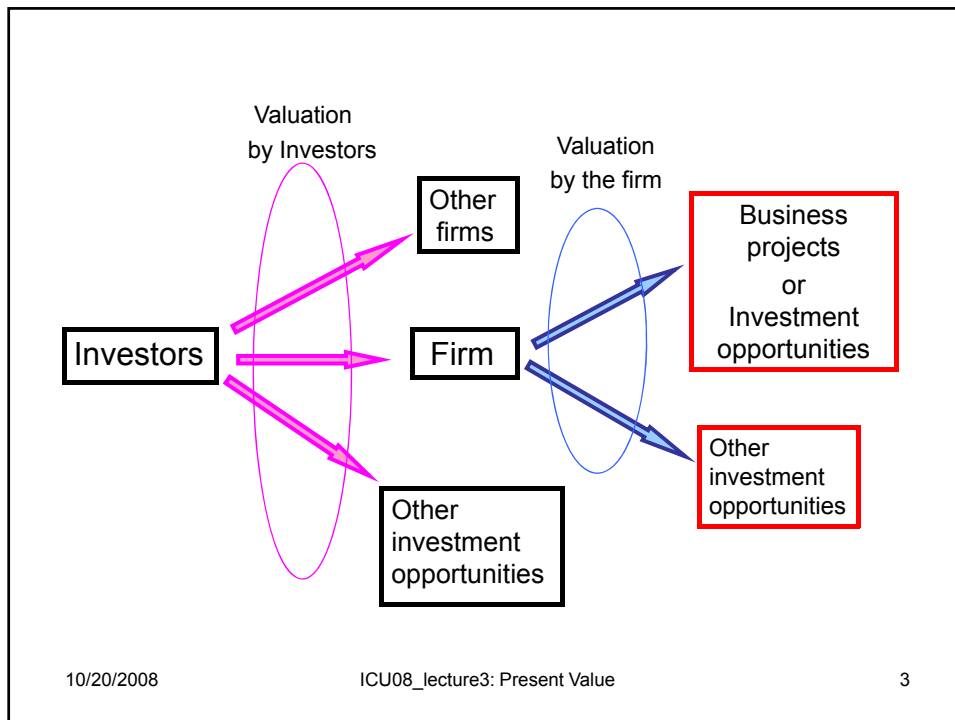 Valuation
by Investors
Valuation
by the firm
Other
firms
Business
projects
or
Investment
opportunities
Investors
Firm
Other
investment
opportunities
Other
investment
opportunities
10/20/2008
ICU08_lecture3: Present Value
3